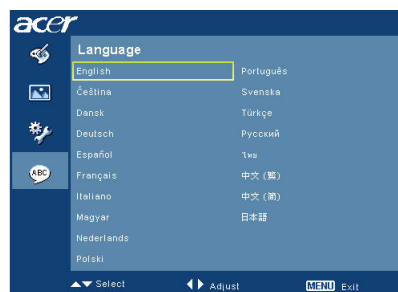 acer
Language
English
Čeština
Dansk
Deutsch
Español
Français
Italiano
Magyar
Nederlands
Polski
Português
Svenska
Türkçe
Русский
ไทย
中文 (繁)
中文 (简)
日本語
ABC
Select
Adjust
MENU Exit